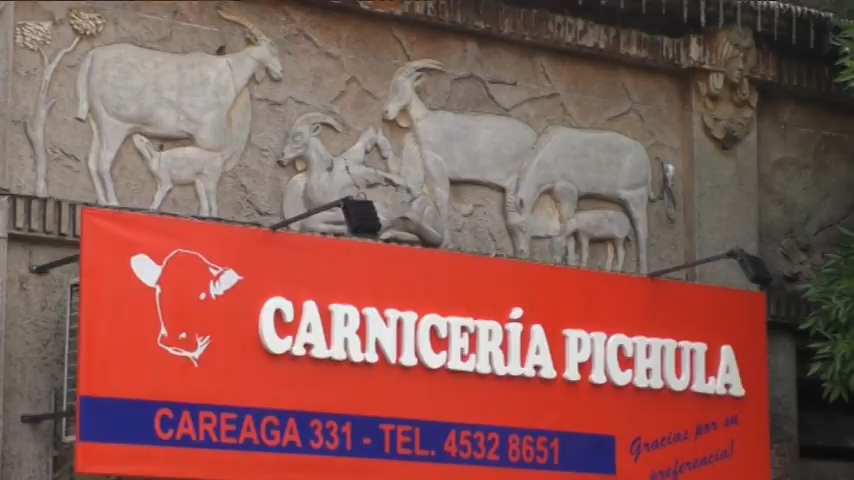 CARNICERÍA PICHULA
CAREAGA 331 - TEL. 4532 8651
Gracias por su
preferencia!